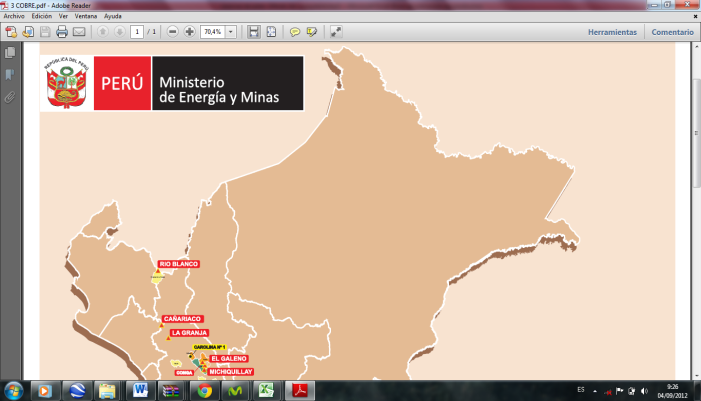 3 COBRE.pdf - Adobe Reader
Archivo Edición Ver Ventana Ayuda
1 / 1 70,4% Herramientas Comentario
REPÚBLICA DEL PERÚ
PERÚ
Ministerio
de Energía y Minas
RIO BLANCO
CAÑARIACO
LA GRANJA
CAROLINA Nº 1
EL GALENO
CONGA
MICHIQUILLAY
ES 9:26
04/09/2012